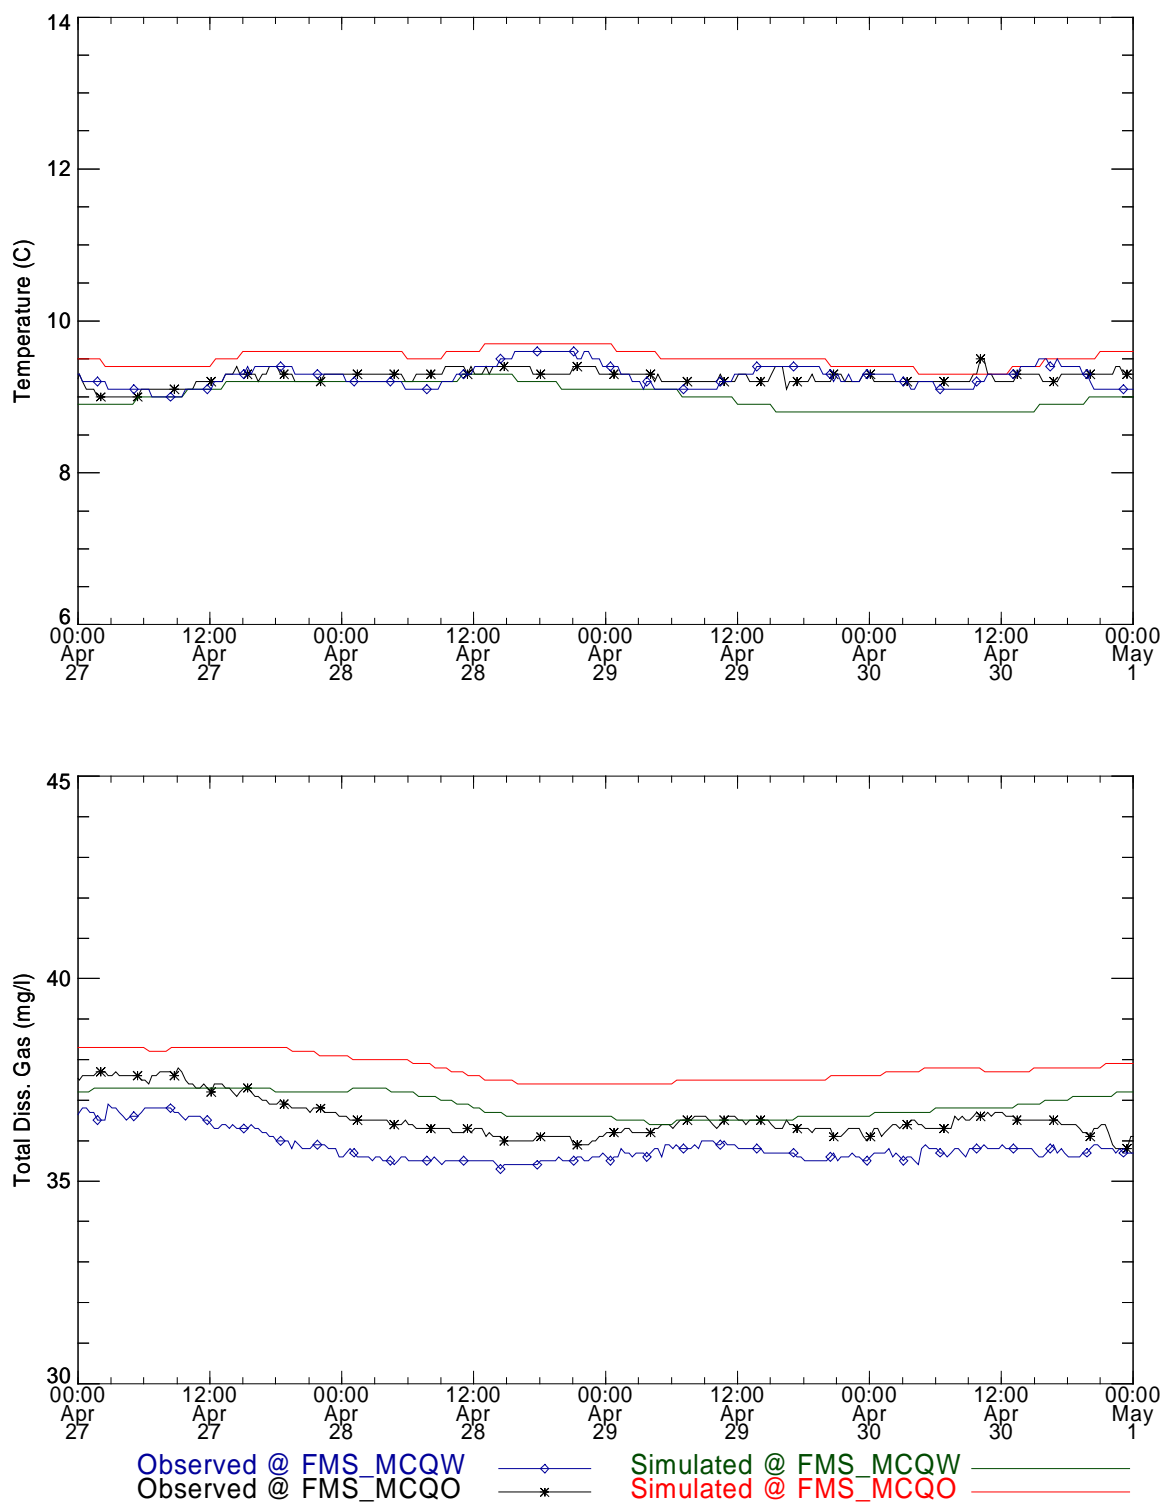 14
12
10
8
6
Temperature (C)
00:00 12:00 00:00 12:00 00:00 12:00 00:00 12:00 00:00
Apr Apr Apr Apr Apr Apr Apr Apr May
27 27 28 28 29 29 30 30 1
45
40
35
30
Total Diss. Gas (mg/l)
00:00 12:00 00:00 12:00 00:00 12:00 00:00 12:00 00:00
Apr Apr Apr Apr Apr Apr Apr Apr May
27 27 28 28 29 29 30 30 1
Observed @ FMS_MCQW Simulated @ FMS_MCQW
Observed @ FMS_MCQO Simulated @ FMS_MCQO